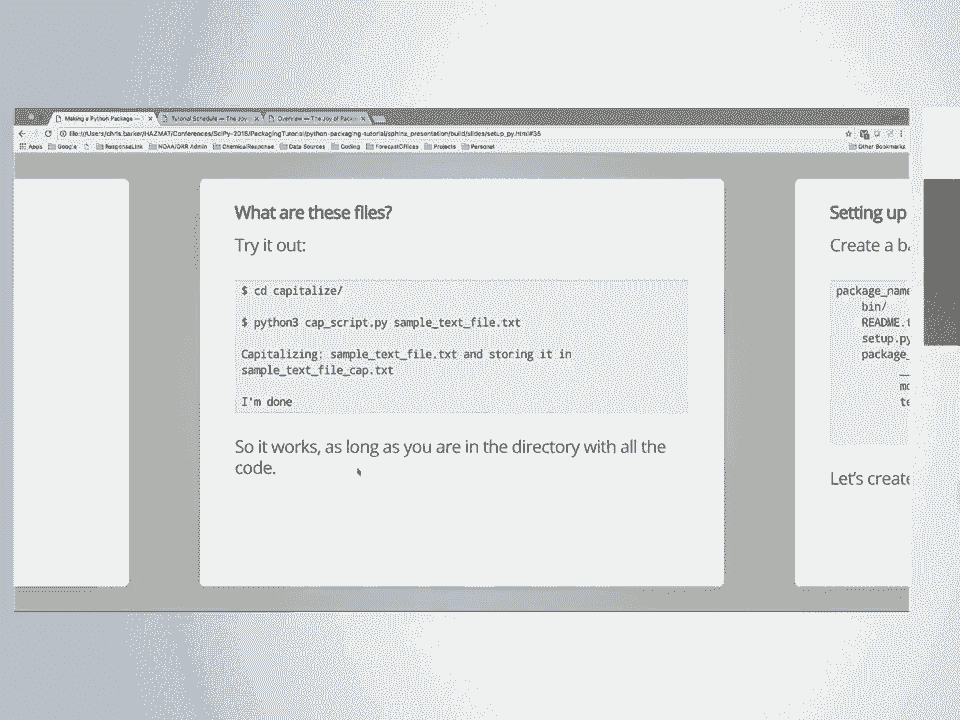 Making a Python Package —
Tutorial Schedule — The Joy
Overview — The Joy of Packa
file:///Users/chris.barker/HAZMAT/Conferences/SciPy-2018/PackagingTutorial/python-packaging-tutorial/sphinx_presentation/build/slides/setup_py.html#35
Apps Google ResponseLink NOAA/ORR Admin ChemicalResponse Data Sources Coding ForecastOffices Projects Personal Other Bookmarks
What are these files?
Try it out:
$ cd capitalize/
$ python3 cap_script.py sample_text_file.txt
Capitalizing: sample_text_file.txt and storing it in
sample_text_file_cap.txt
I'm done
So it works, as long as you are in the directory with all the
code.
Setting up
Create a ba
package_name
bin/
README.t
setup.py
package_
__
mo
te
Let's create